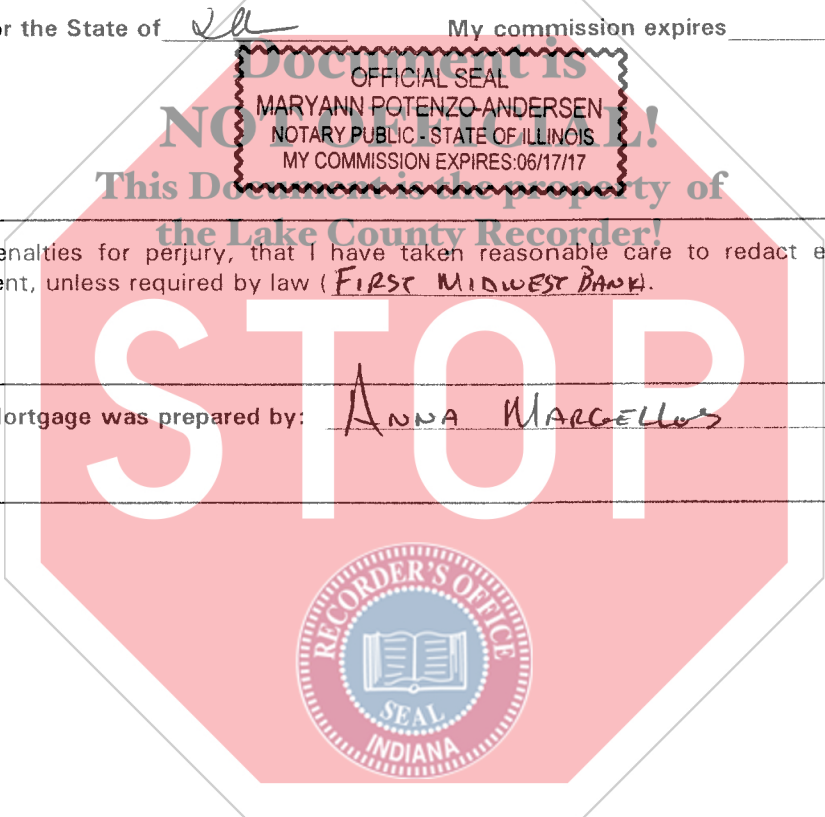 or the State of Ill My commission expires
Document is
OFFICIAL SEAL
MARYANN POTENZO-ANDERSEN
NOT OFFICIAL!
NOTARY PUBLIC - STATE OF ILLINOIS
MY COMMISSION EXPIRES:06/17/17
This Document is the property of
the Lake County Recorder!
enalties for perjury, that I have taken reasonable care to redact e
ent, unless required by law (FIRST MIDWEST BANK).
STOP
Mortgage was prepared by: ANNA MARGELLOS
RECORDER'S OFFICE
SEAL
INDIANA